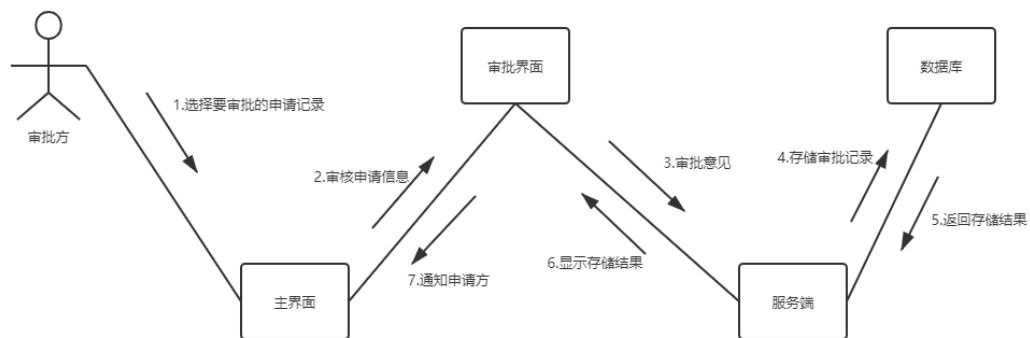 审批界面
数据库
1.选择要审批的申请记录
审批方
3.审批意见
4.存储审批记录
2.审核申请信息
5.返回存储结果
6.显示存储结果
7.通知申请方
主界面
服务端